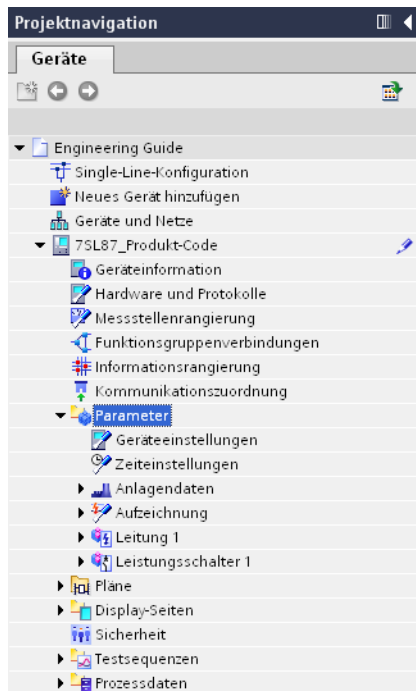 Projektnavigation
Geräte
Engineering Guide
Single-Line-Konfiguration
Neues Gerät hinzufügen
Geräte und Netze
7SL87_Produkt-Code
Geräteinformation
Hardware und Protokolle
Messstellenrangierung
Funktionsgruppenverbindungen
Informationsrangierung
Kommunikationszuordnung
Parameter
Geräteeinstellungen
Zeiteinstellungen
Anlagendaten
Aufzeichnung
Leitung 1
Leistungsschalter 1
Pläne
Display-Seiten
Sicherheit
Testsequenzen
Prozessdaten